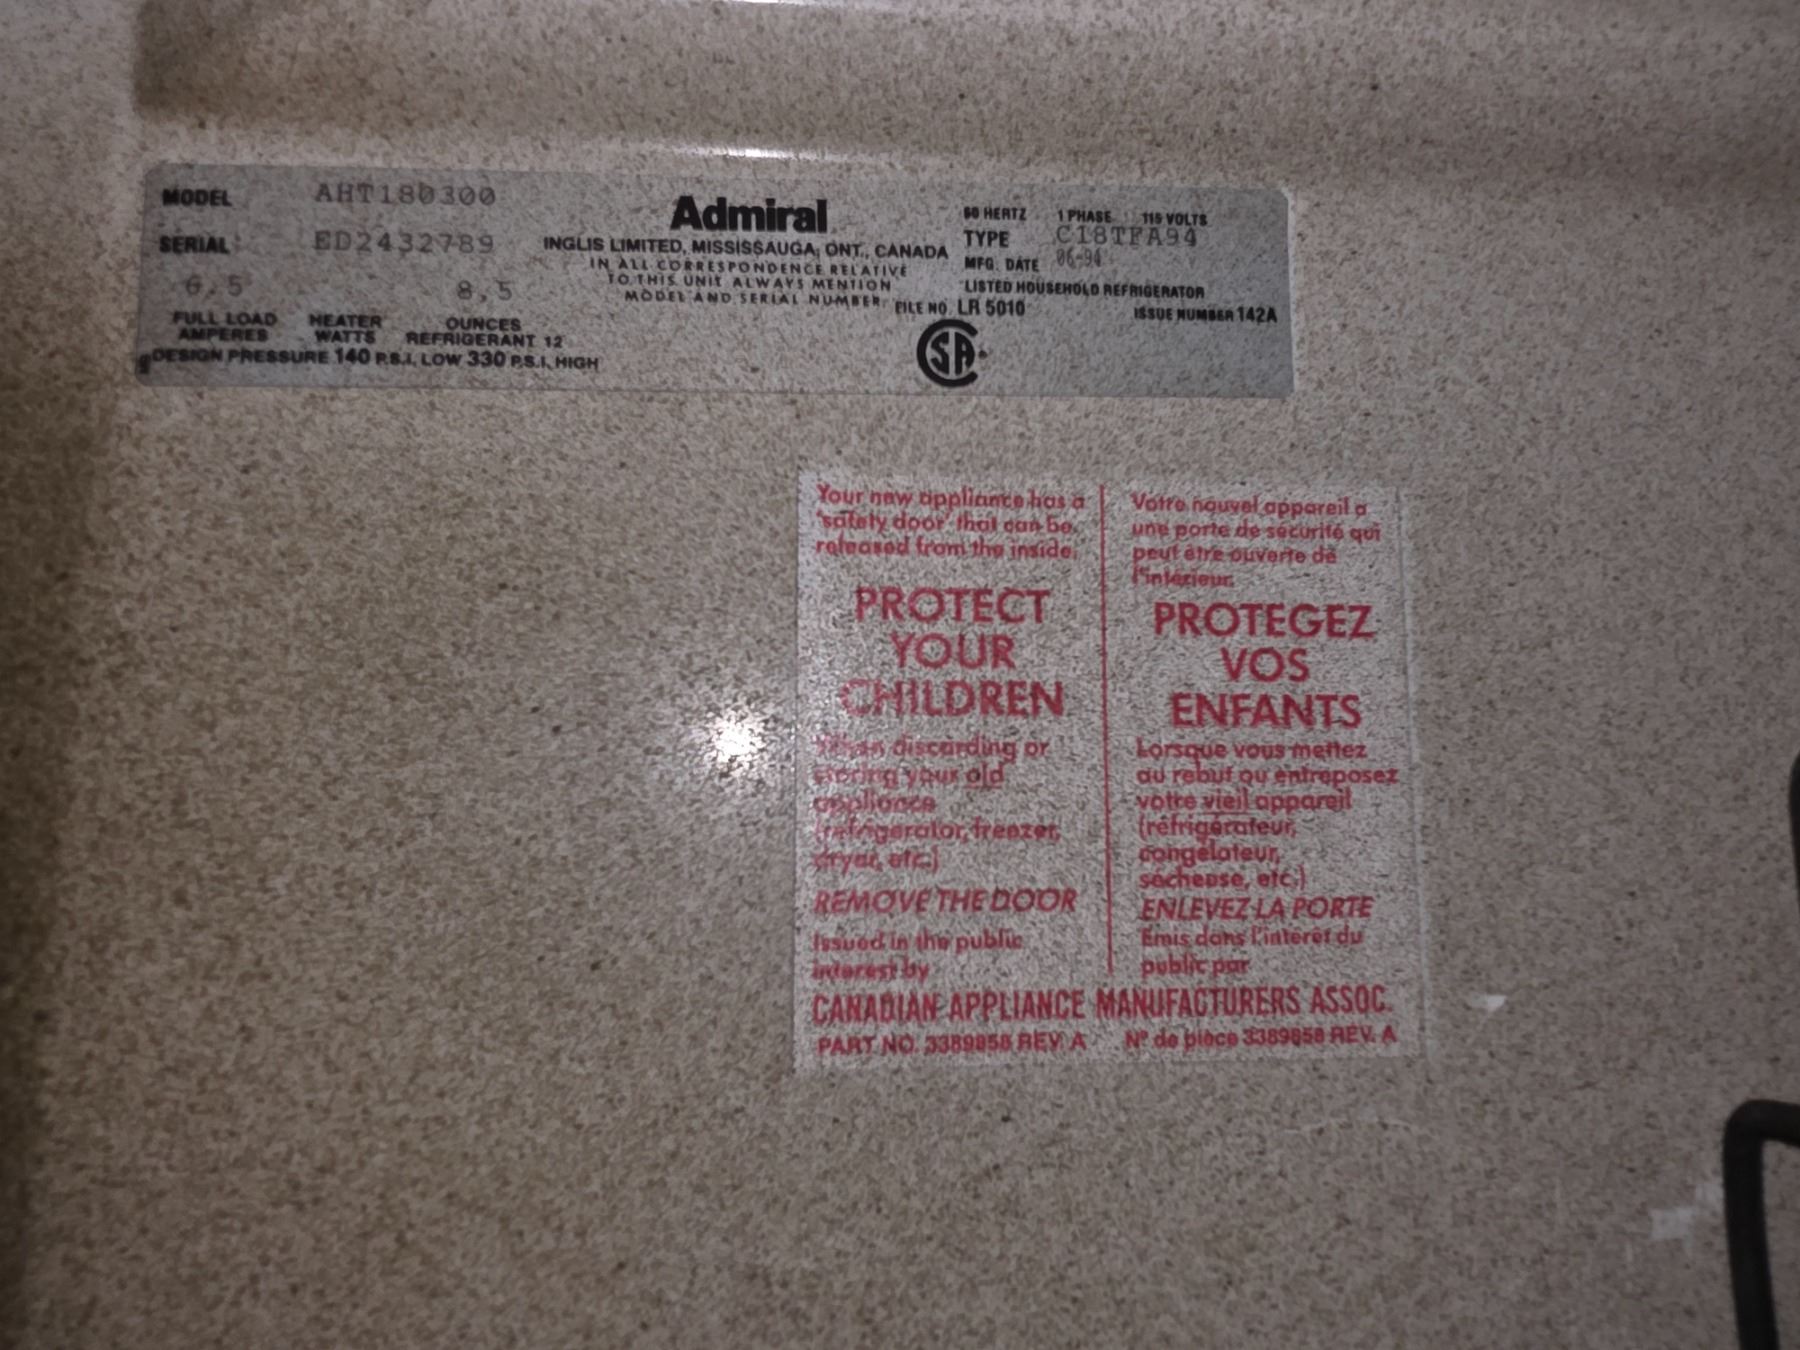 MODEL AHT180300
SERIAL ED2432789
6.5 8,5
FULL LOAD AMPERES HEATER WATTS OUNCES REFRIGERANT 12
DESIGN PRESSURE 140 P.S.I. LOW 330 P.S.I. HIGH
Admiral
INGLIS LIMITED, MISSISSAUGA, ONT., CANADA
IN ALL CORRESPONDENCE RELATIVE
TO THIS UNIT ALWAYS MENTION
MODEL AND SERIAL NUMBER
FILE NO. LR 5010
CSA
60 HERTZ 1 PHASE 115 VOLTS
TYPE C18TFA94
MFG. DATE 06-94
LISTED HOUSEHOLD REFRIGERATOR
ISSUE NUMBER 142A
Your new appliance has a
"safety door" that can be
released from the inside.
PROTECT
YOUR
CHILDREN
When discarding or
storing your old
appliance
(refrigerator, freezer,
dryer, etc.)
REMOVE THE DOOR
Issued in the public
interest by
Votre nouvel appareil a
une porte de sécurité qui
peut être ouverte de
l'intérieur.
PROTEGEZ
VOS
ENFANTS
Lorsque vous mettez
au rebut ou entreposez
votre vieil appareil
(réfrigérateur,
congélateur,
sécheuse, etc.)
ENLEVEZ LA PORTE
Émis dans l'intérêt du
public par
CANADIAN APPLIANCE MANUFACTURERS ASSOC.
PART NO. 3389858 REV. A N° de pièce 3389858 REV. A